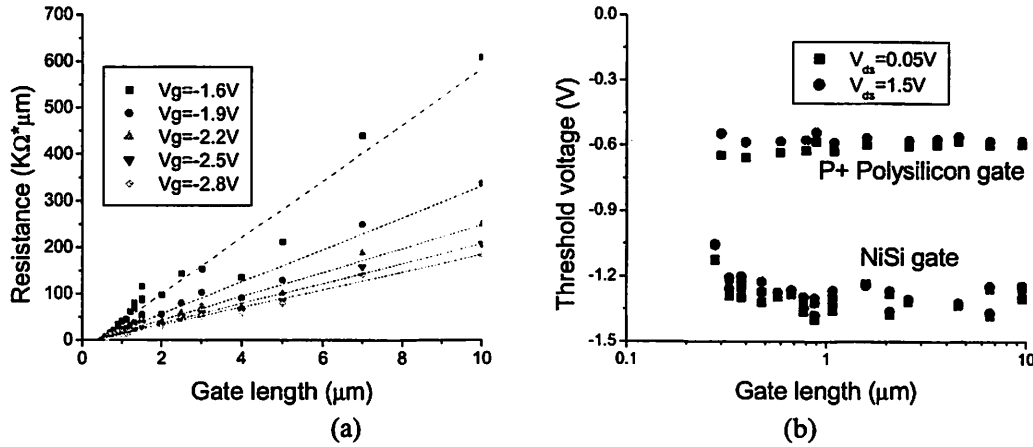 700
600
500
400
300
200
100
0
Resistance (KΩ*μm)
Vg=-1.6V
Vg=-1.9V
Vg=-2.2V
Vg=-2.5V
Vg=-2.8V
0 2 4 6 8 10
Gate length (μm)
(a)
0.0
-0.3
-0.6
-0.9
-1.2
-1.5
Threshold voltage (V)
Vds=0.05V
Vds=1.5V
P+ Polysilicon gate
NiSi gate
0.1 1 10
Gate length (μm)
(b)